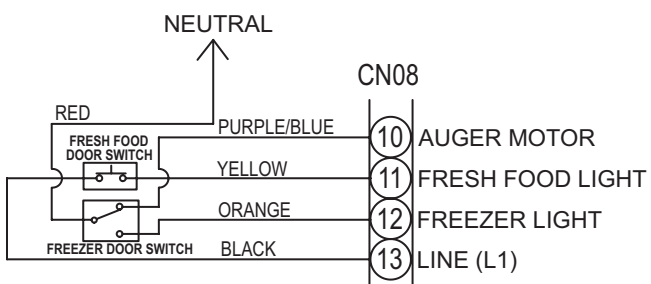 NEUTRAL
CN08
RED
FRESH FOOD
DOOR SWITCH
PURPLE/BLUE
10 AUGER MOTOR
YELLOW
11 FRESH FOOD LIGHT
ORANGE
12 FREEZER LIGHT
FREEZER DOOR SWITCH
BLACK
13 LINE (L1)